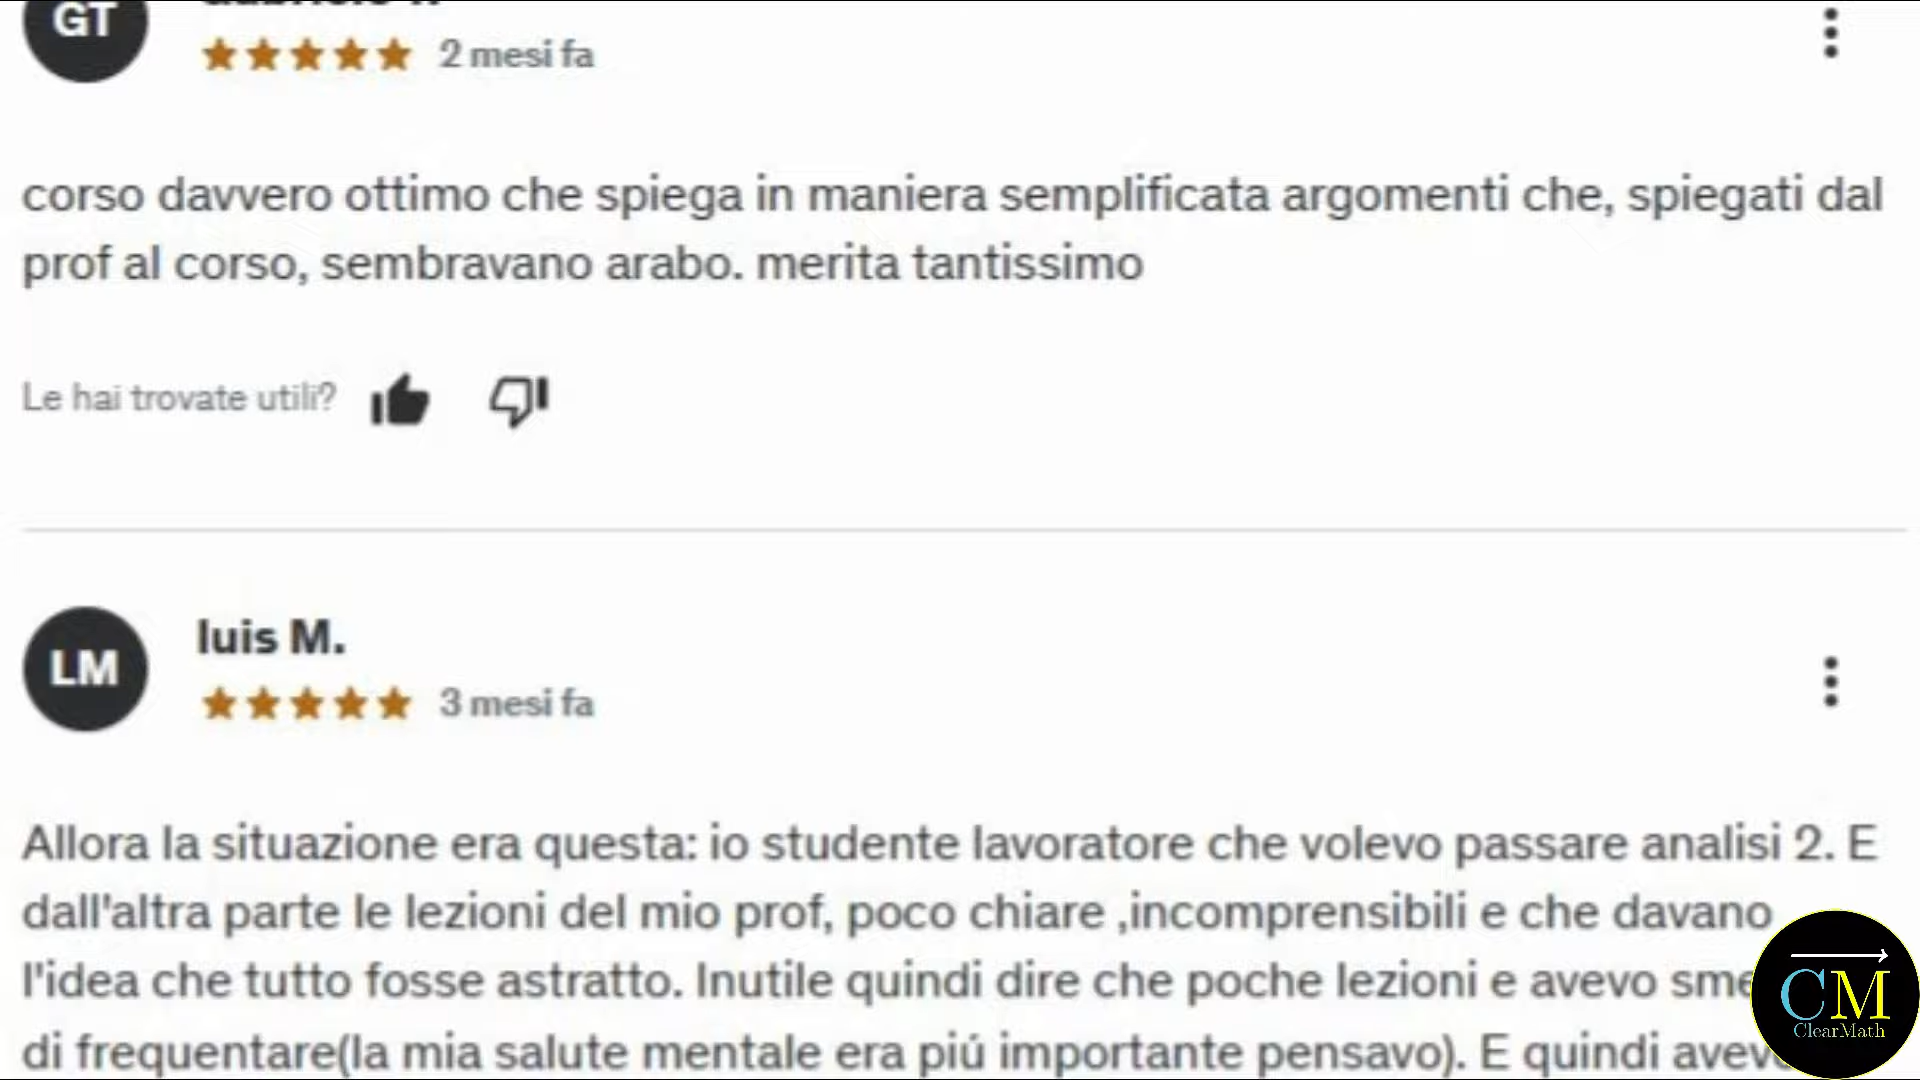 GT
2 mesi fa
corso davvero ottimo che spiega in maniera semplificata argomenti che, spiegati dal
prof al corso, sembravano arabo. merita tantissimo
Le hai trovate utili?
LM
luis M.
3 mesi fa
Allora la situazione era questa: io studente lavoratore che volevo passare analisi 2. E
dall'altra parte le lezioni del mio prof, poco chiare ,incomprensibili e che davano
l'idea che tutto fosse astratto. Inutile quindi dire che poche lezioni e avevo
di frequentare(la mia salute mentale era piú importante pensavo). E quindi
CM
ClearMath